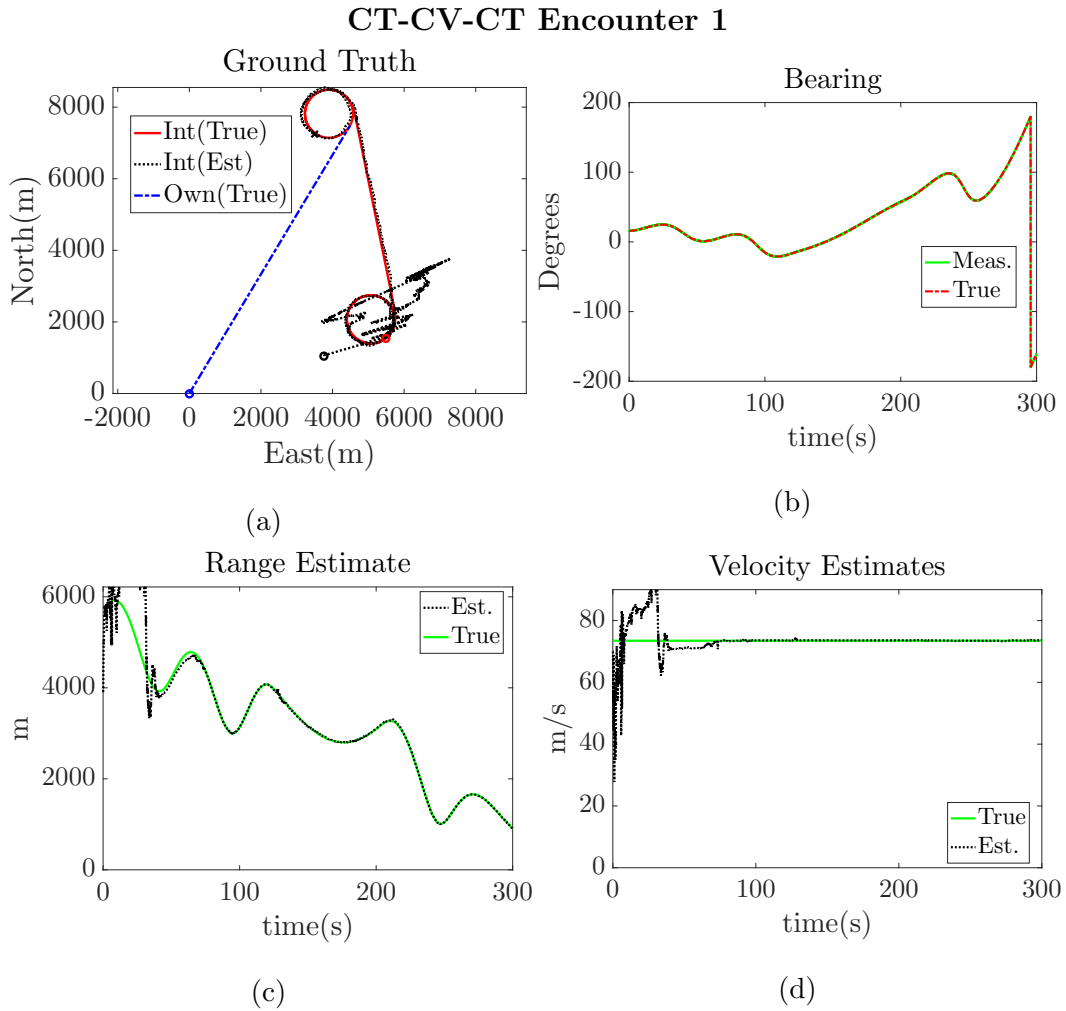 CT-CV-CT Encounter 1
Ground Truth
North(m)
8000
6000
4000
2000
0
Int(True)
Int(Est)
Own(True)
-2000 0 2000 4000 6000 8000
East(m)
(a)
Bearing
Degrees
200
100
0
-100
-200
Meas.
True
0 100 200 300
time(s)
(b)
Range Estimate
m
6000
4000
2000
0
Est.
True
0 100 200 300
time(s)
(c)
Velocity Estimates
m/s
80
60
40
20
0
True
Est.
0 100 200 300
time(s)
(d)